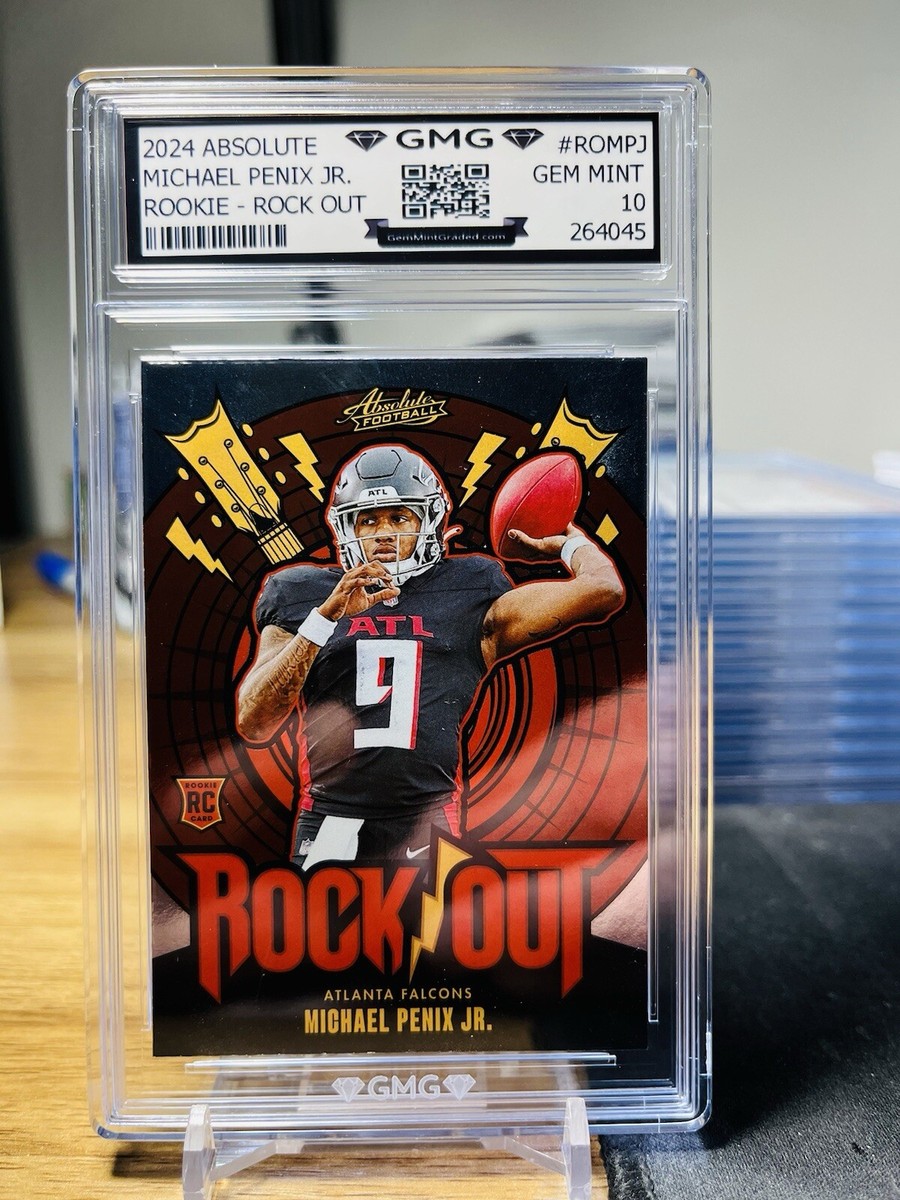 2024 ABSOLUTE
MICHAEL PENIX JR.
ROOKIE - ROCK OUT
GMG
GemMintGraded.com
#ROMPJ
GEM MINT
10
264045
Absolute
FOOTBALL
ATL
ATL
9
ROOKIE
RC
CARD
ROCK OUT
ATLANTA FALCONS
MICHAEL PENIX JR.
GMG